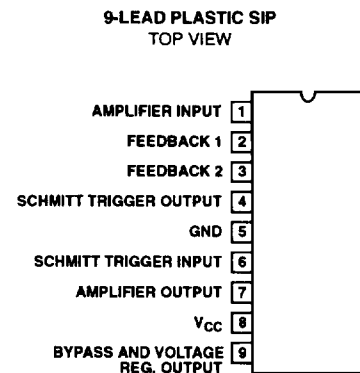 9-LEAD PLASTIC SIP
TOP VIEW
AMPLIFIER INPUT 1
FEEDBACK 1 2
FEEDBACK 2 3
SCHMITT TRIGGER OUTPUT 4
GND 5
SCHMITT TRIGGER INPUT 6
AMPLIFIER OUTPUT 7
VCC 8
BYPASS AND VOLTAGE 9
REG. OUTPUT